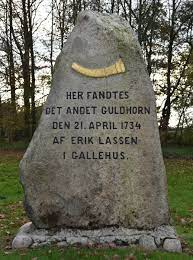 HER FANDTES
DET ANDET GULDHORN
DEN 21. APRIL 1734
AF ERIK LASSEN
I GALLEHUS.